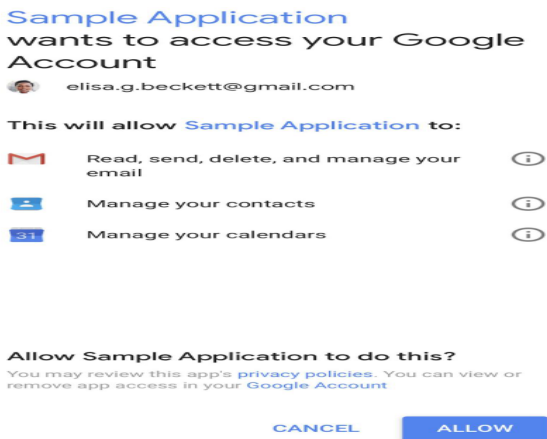 Sample Application
wants to access your Google
Account
elisa.g.beckett@gmail.com
This will allow Sample Application to:
Read, send, delete, and manage your
email
Manage your contacts
31
Manage your calendars
Allow Sample Application to do this?
You may review this app's privacy policies. You can view or
remove app access in your Google Account
CANCEL ALLOW